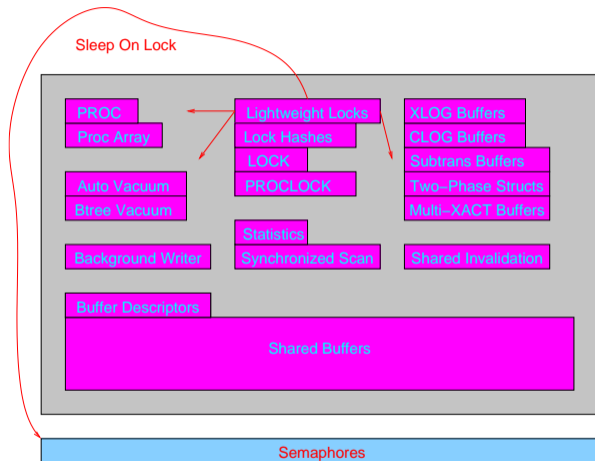 Sleep On Lock
PROC
Proc Array
Lightweight Locks
Lock Hashes
LOCK
PROCLOCK
XLOG Buffers
CLOG Buffers
Subtrans Buffers
Two−Phase Structs
Multi−XACT Buffers
Auto Vacuum
Btree Vacuum
Statistics
Background Writer
Synchronized Scan
Shared Invalidation
Buffer Descriptors
Shared Buffers
Semaphores